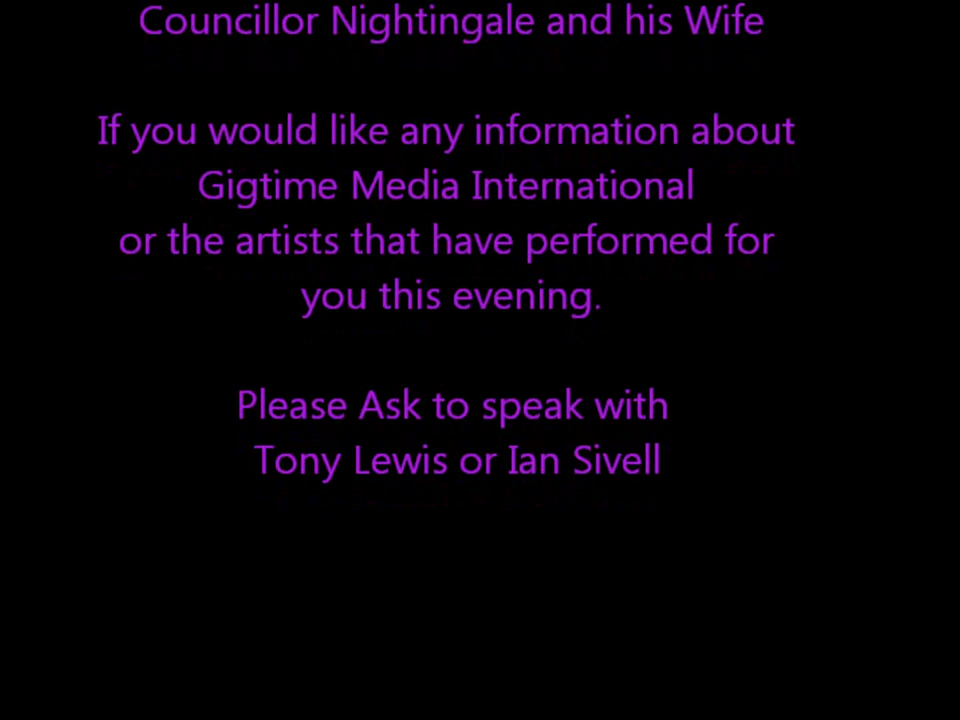 Councillor Nightingale and his Wife
If you would like any information about
Gigtime Media International
or the artists that have performed for
you this evening.
Please Ask to speak with
Tony Lewis or Ian Sivell